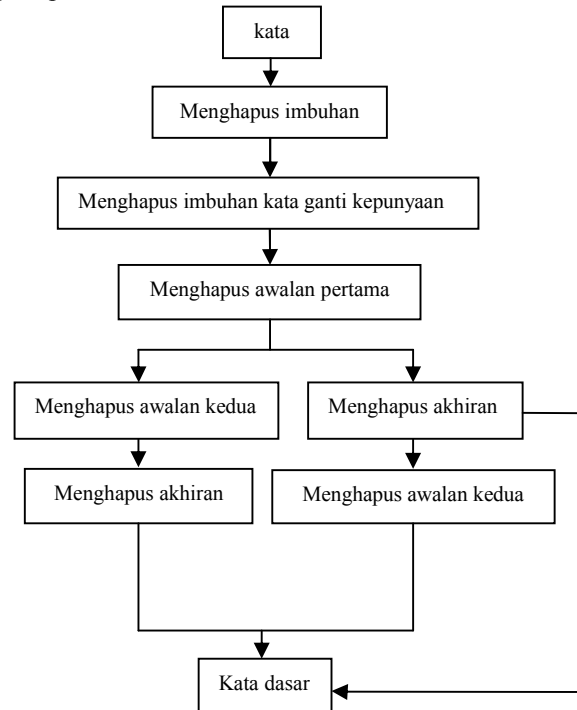 kata
Menghapus imbuhan
Menghapus imbuhan kata ganti kepunyaan
Menghapus awalan pertama
Menghapus awalan kedua
Menghapus akhiran
Menghapus akhiran
Menghapus awalan kedua
Kata dasar